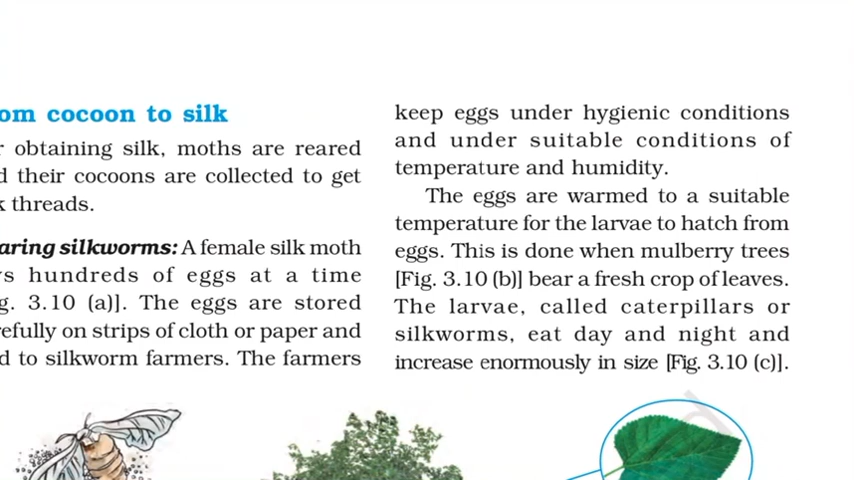 om cocoon to silk
r obtaining silk, moths are reared
d their cocoons are collected to get
k threads.
aring silkworms: A female silk moth
s hundreds of eggs at a time
g. 3.10 (a)]. The eggs are stored
refully on strips of cloth or paper and
d to silkworm farmers. The farmers
keep eggs under hygienic conditions
and under suitable conditions of
temperature and humidity.
The eggs are warmed to a suitable
temperature for the larvae to hatch from
eggs. This is done when mulberry trees
[Fig. 3.10 (b)] bear a fresh crop of leaves.
The larvae, called caterpillars or
silkworms, eat day and night and
increase enormously in size [Fig. 3.10 (c)].